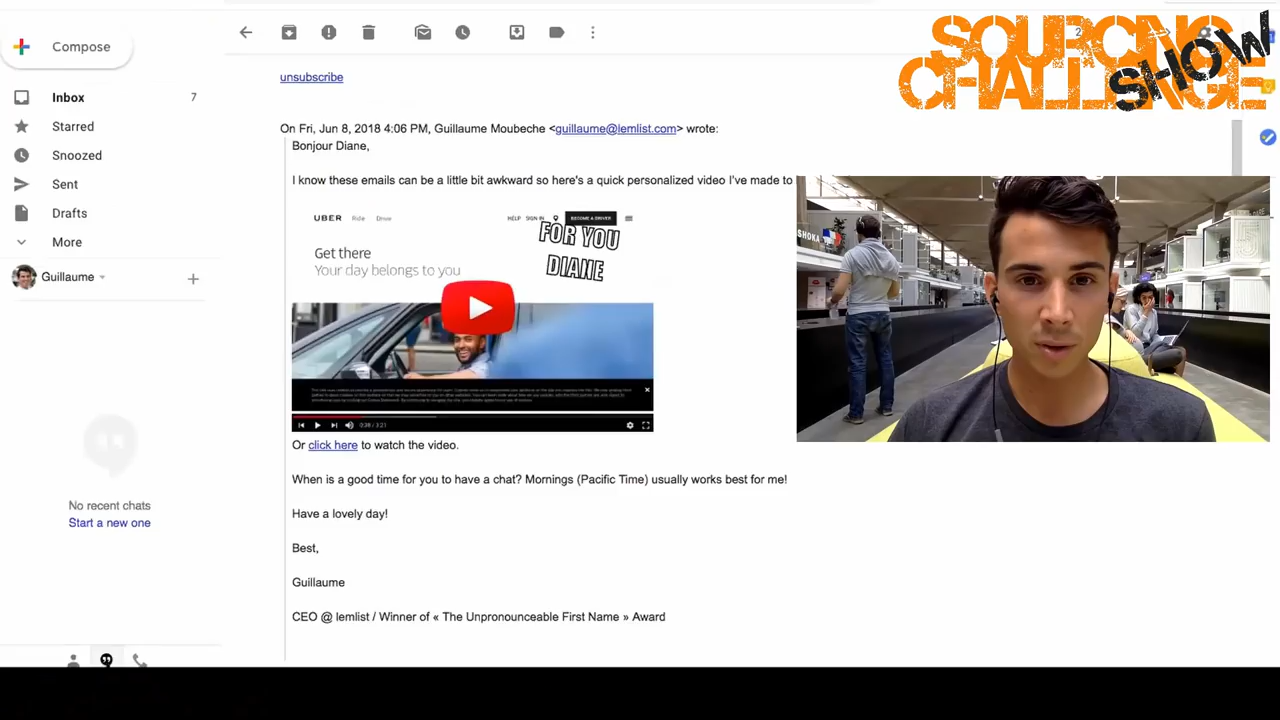 SOURCING
CHALLENGE
SHOW
Compose
Inbox 7
Starred
Snoozed
Sent
Drafts
More
Guillaume
No recent chats
Start a new one
unsubscribe
On Fri, Jun 8, 2018 4:06 PM, Guillaume Moubeche <guillaume@lemlist.com> wrote:
Bonjour Diane,
I know these emails can be a little bit awkward so here's a quick personalized video I've made to
UBER Ride Drive HELP SIGN IN BECOME A DRIVER
FOR YOU
DIANE
Get there
Your day belongs to you
0:38 / 3:21
Or click here to watch the video.
When is a good time for you to have a chat? Mornings (Pacific Time) usually works best for me!
Have a lovely day!
Best,
Guillaume
CEO @ lemlist / Winner of « The Unpronounceable First Name » Award
SHOKA